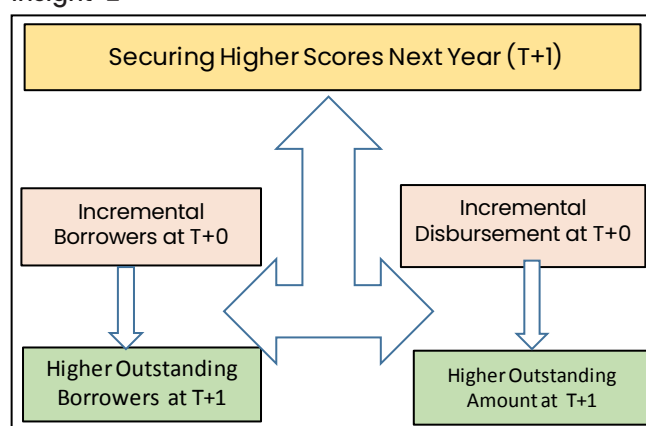 Securing Higher Scores Next Year (T+1)
Incremental
Borrowers at T+0
Incremental
Disbursement at T+0
Higher Outstanding
Borrowers at T+1
Higher Outstanding
Amount at T+1